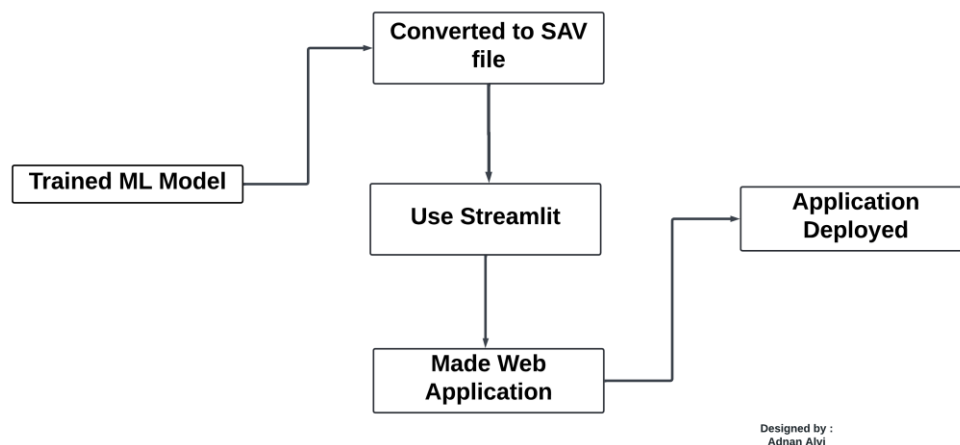 Converted to SAV
file
Trained ML Model
Use Streamlit
Application
Deployed
Made Web
Application
Designed by :
Adnan Alvi